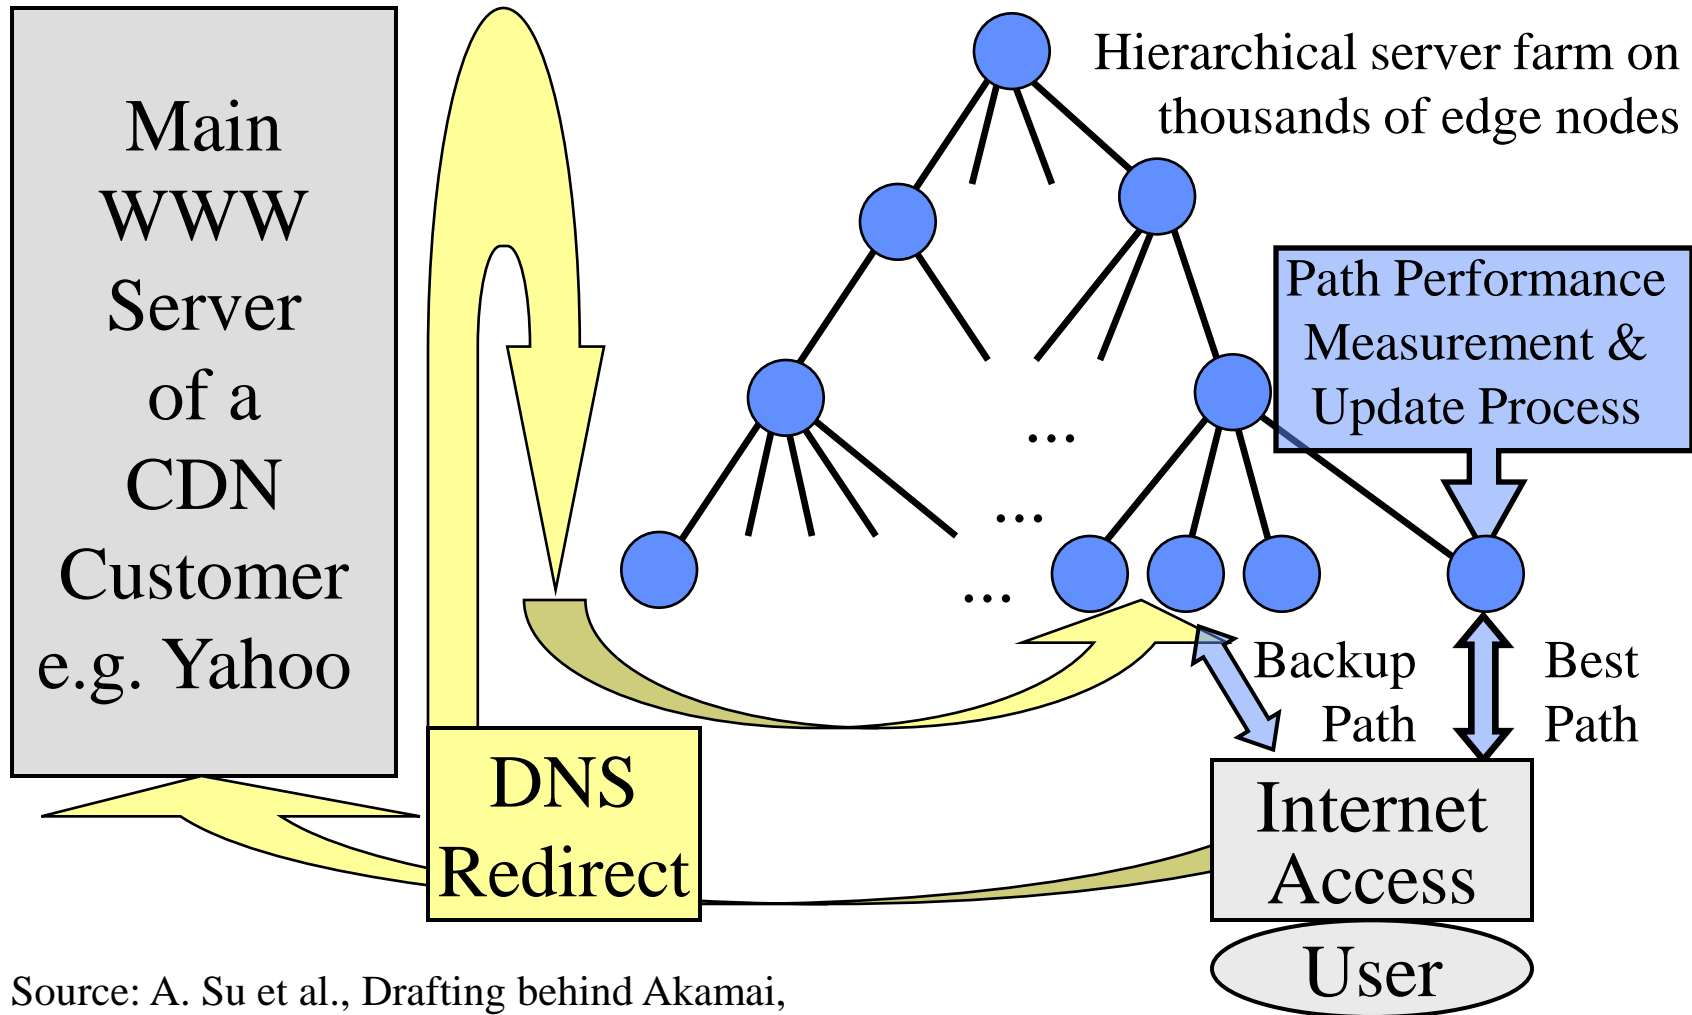 Main
WWW
Server
of a
CDN
Customer
e.g. Yahoo
Hierarchical server farm on
thousands of edge nodes
Path Performance
Measurement &
Update Process
...
...
...
Backup
Path
Best
Path
DNS
Redirect
Internet
Access
User
Source: A. Su et al., Drafting behind Akamai,